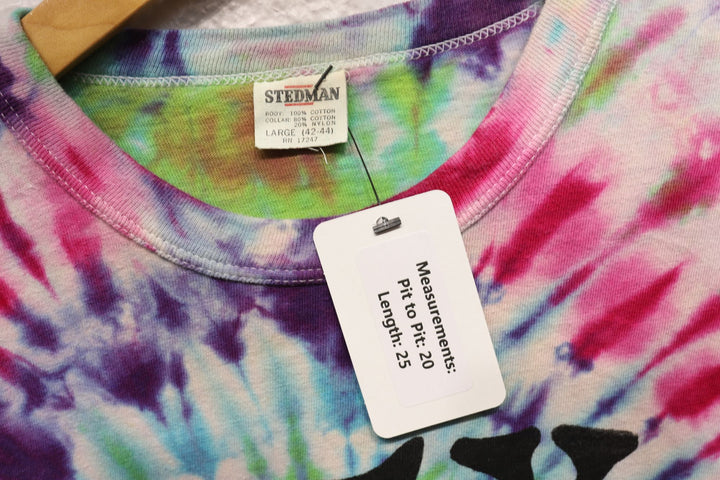 STEDMAN
BODY: 100% COTTON
COLLAR: 80% COTTON
20% NYLON
LARGE (42-44)
RN 17247
Measurements:
Pit to Pit: 20
Length: 25